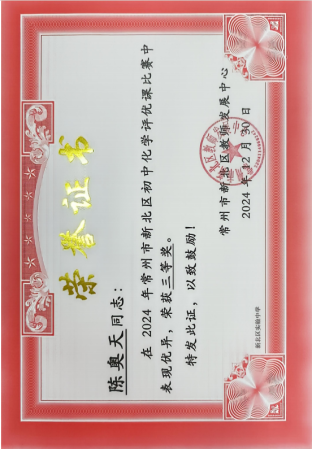 荣誉证书
陈奥天同志：
在 2024 年常州市新北区初中化学评优课比赛中
表现优异，荣获三等奖。
特发此证，以致鼓励！
常州市新北区教师发展中心
2024 年 12 月 30 日
新北区实验中学